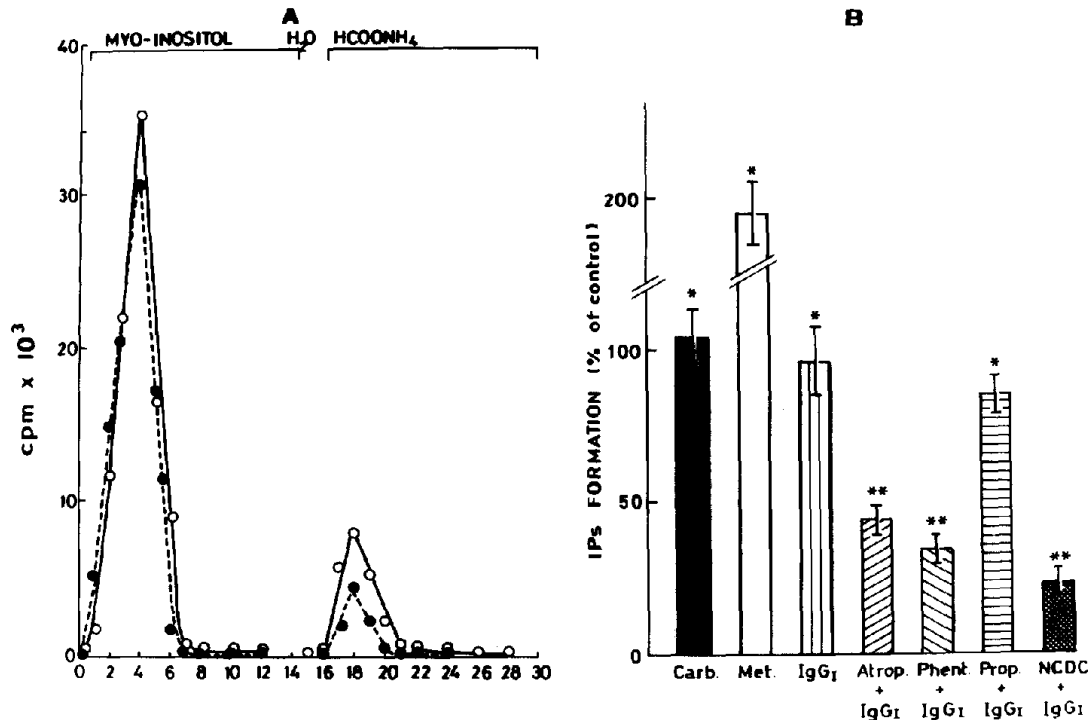 A
B
MYO-INOSITOL H2O HCOONH4
40
30
20
10
0
cpm x 10³
0 2 4 6 8 10 12 14 16 18 20 22 24 26 28 30
IPs FORMATION (% of control)
200
100
50
0
*
*
*
**
**
*
**
Carb. Met. IgGI Atrop. + IgGI Phent. + IgGI Prop. + IgGI NCDC + IgGI